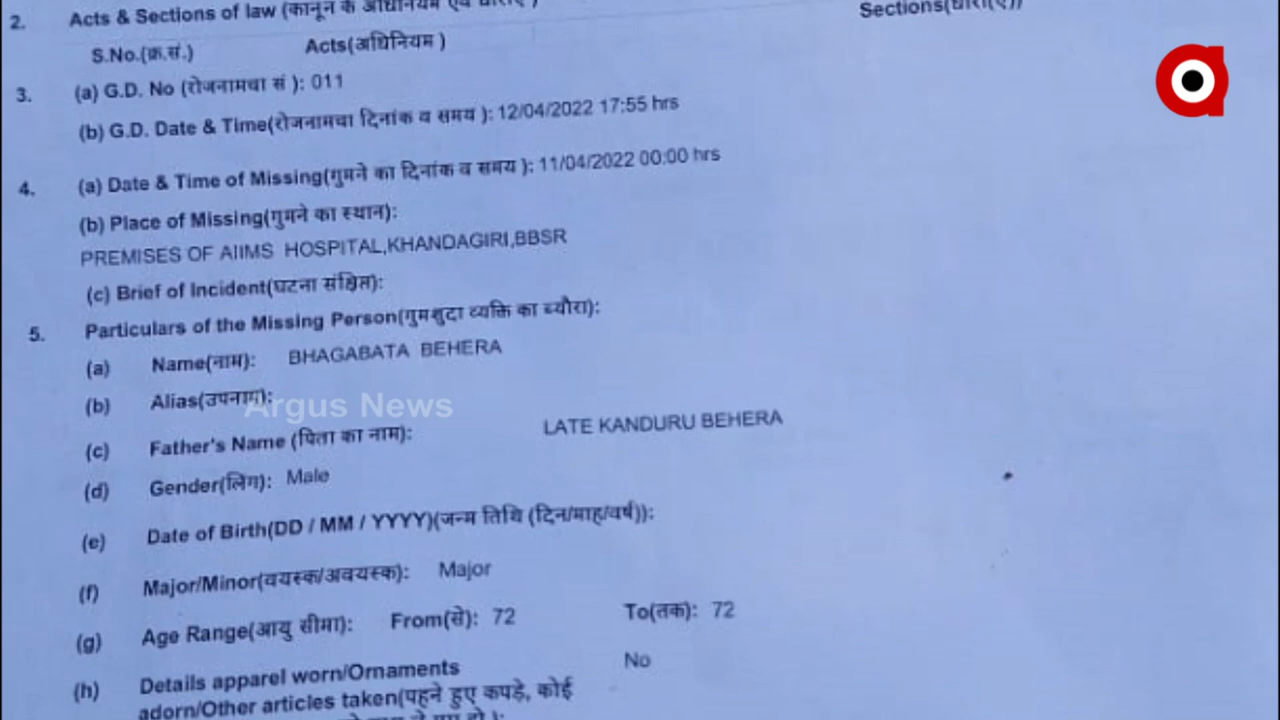 2. Acts & Sections of law (कानून के अधिनियम एवं धाराएं)
Sections(धारा(एं))
S.No.(क्र.सं.) Acts(अधिनियम )
3. (a) G.D. No (रोजनामचा सं ): 011
(b) G.D. Date & Time(रोजनामचा दिनांक व समय ): 12/04/2022 17:55 hrs
4. (a) Date & Time of Missing(गुमने का दिनांक व समय ): 11/04/2022 00:00 hrs
(b) Place of Missing(गुमने का स्थान):
PREMISES OF AIIMS HOSPITAL,KHANDAGIRI,BBSR
(c) Brief of Incident(घटना संक्षित):
5. Particulars of the Missing Person(गुमशुदा व्यक्ति का ब्यौरा):
(a) Name(नाम): BHAGABATA BEHERA
(b) Alias(उपनाम):
Argus News
(c) Father's Name (पिता का नाम): LATE KANDURU BEHERA
(d) Gender(लिंग): Male
(e) Date of Birth(DD / MM / YYYY)(जन्म तिथि (दिन/माह/वर्ष)):
(f) Major/Minor(वयस्क/अवयस्क): Major
(g) Age Range(आयु सीमा): From(से): 72 To(तक): 72
(h) Details apparel worn/Ornaments No
adorn/Other articles taken(पहने हुए कपड़े, कोई